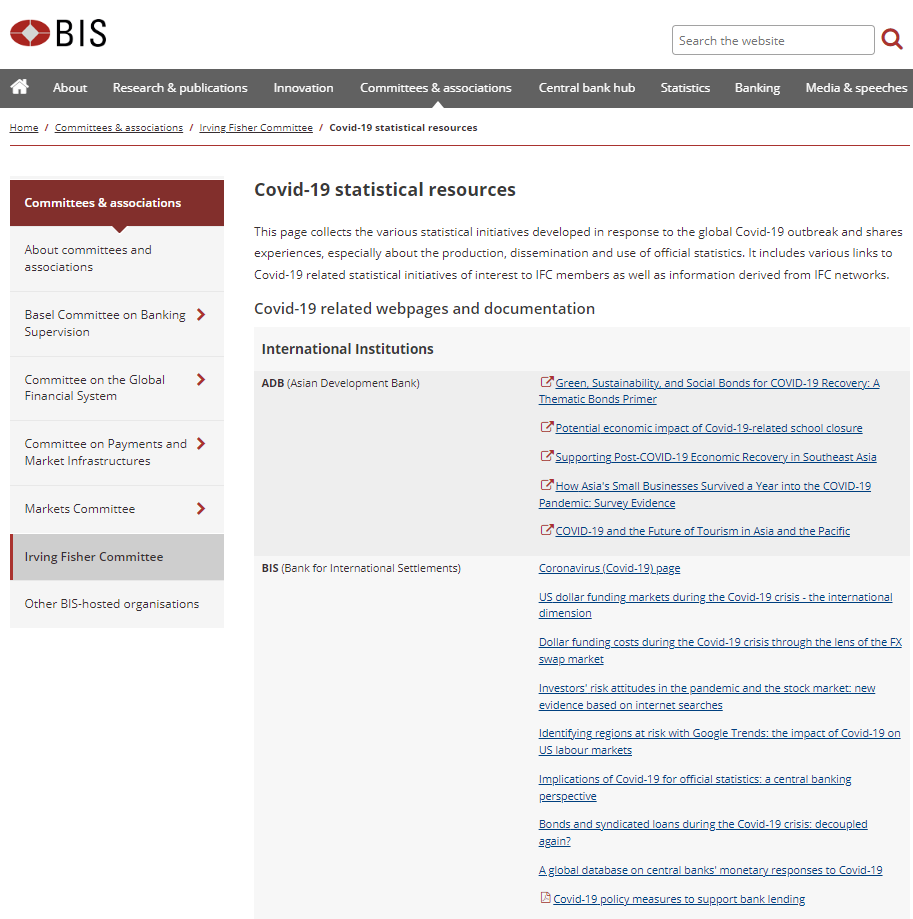 BIS
Search the website
About Research & publications Innovation Committees & associations Central bank hub Statistics Banking Media & speeches
Home / Committees & associations / Irving Fisher Committee / Covid-19 statistical resources
Committees & associations
About committees and
associations
Basel Committee on Banking
Supervision
Committee on the Global
Financial System
Committee on Payments and
Market Infrastructures
Markets Committee
Irving Fisher Committee
Other BIS-hosted organisations
Covid-19 statistical resources
This page collects the various statistical initiatives developed in response to the global Covid-19 outbreak and shares
experiences, especially about the production, dissemination and use of official statistics. It includes various links to
Covid-19 related statistical initiatives of interest to IFC members as well as information derived from IFC networks.
Covid-19 related webpages and documentation
International Institutions
ADB (Asian Development Bank)
Green, Sustainability, and Social Bonds for COVID-19 Recovery: A
Thematic Bonds Primer
Potential economic impact of Covid-19-related school closure
Supporting Post-COVID-19 Economic Recovery in Southeast Asia
How Asia's Small Businesses Survived a Year into the COVID-19
Pandemic: Survey Evidence
COVID-19 and the Future of Tourism in Asia and the Pacific
BIS (Bank for International Settlements)
Coronavirus (Covid-19) page
US dollar funding markets during the Covid-19 crisis - the international
dimension
Dollar funding costs during the Covid-19 crisis through the lens of the FX
swap market
Investors' risk attitudes in the pandemic and the stock market: new
evidence based on internet searches
Identifying regions at risk with Google Trends: the impact of Covid-19 on
US labour markets
Implications of Covid-19 for official statistics: a central banking
perspective
Bonds and syndicated loans during the Covid-19 crisis: decoupled
again?
A global database on central banks' monetary responses to Covid-19
Covid-19 policy measures to support bank lending